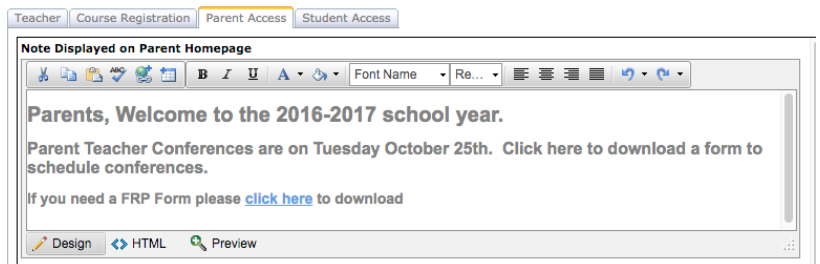 Teacher Course Registration Parent Access Student Access
Note Displayed on Parent Homepage
ABC B I U A Font Name Re...
Parents, Welcome to the 2016-2017 school year.
Parent Teacher Conferences are on Tuesday October 25th.  Click here to download a form to
schedule conferences.
If you need a FRP Form please click here to download
Design <> HTML Preview